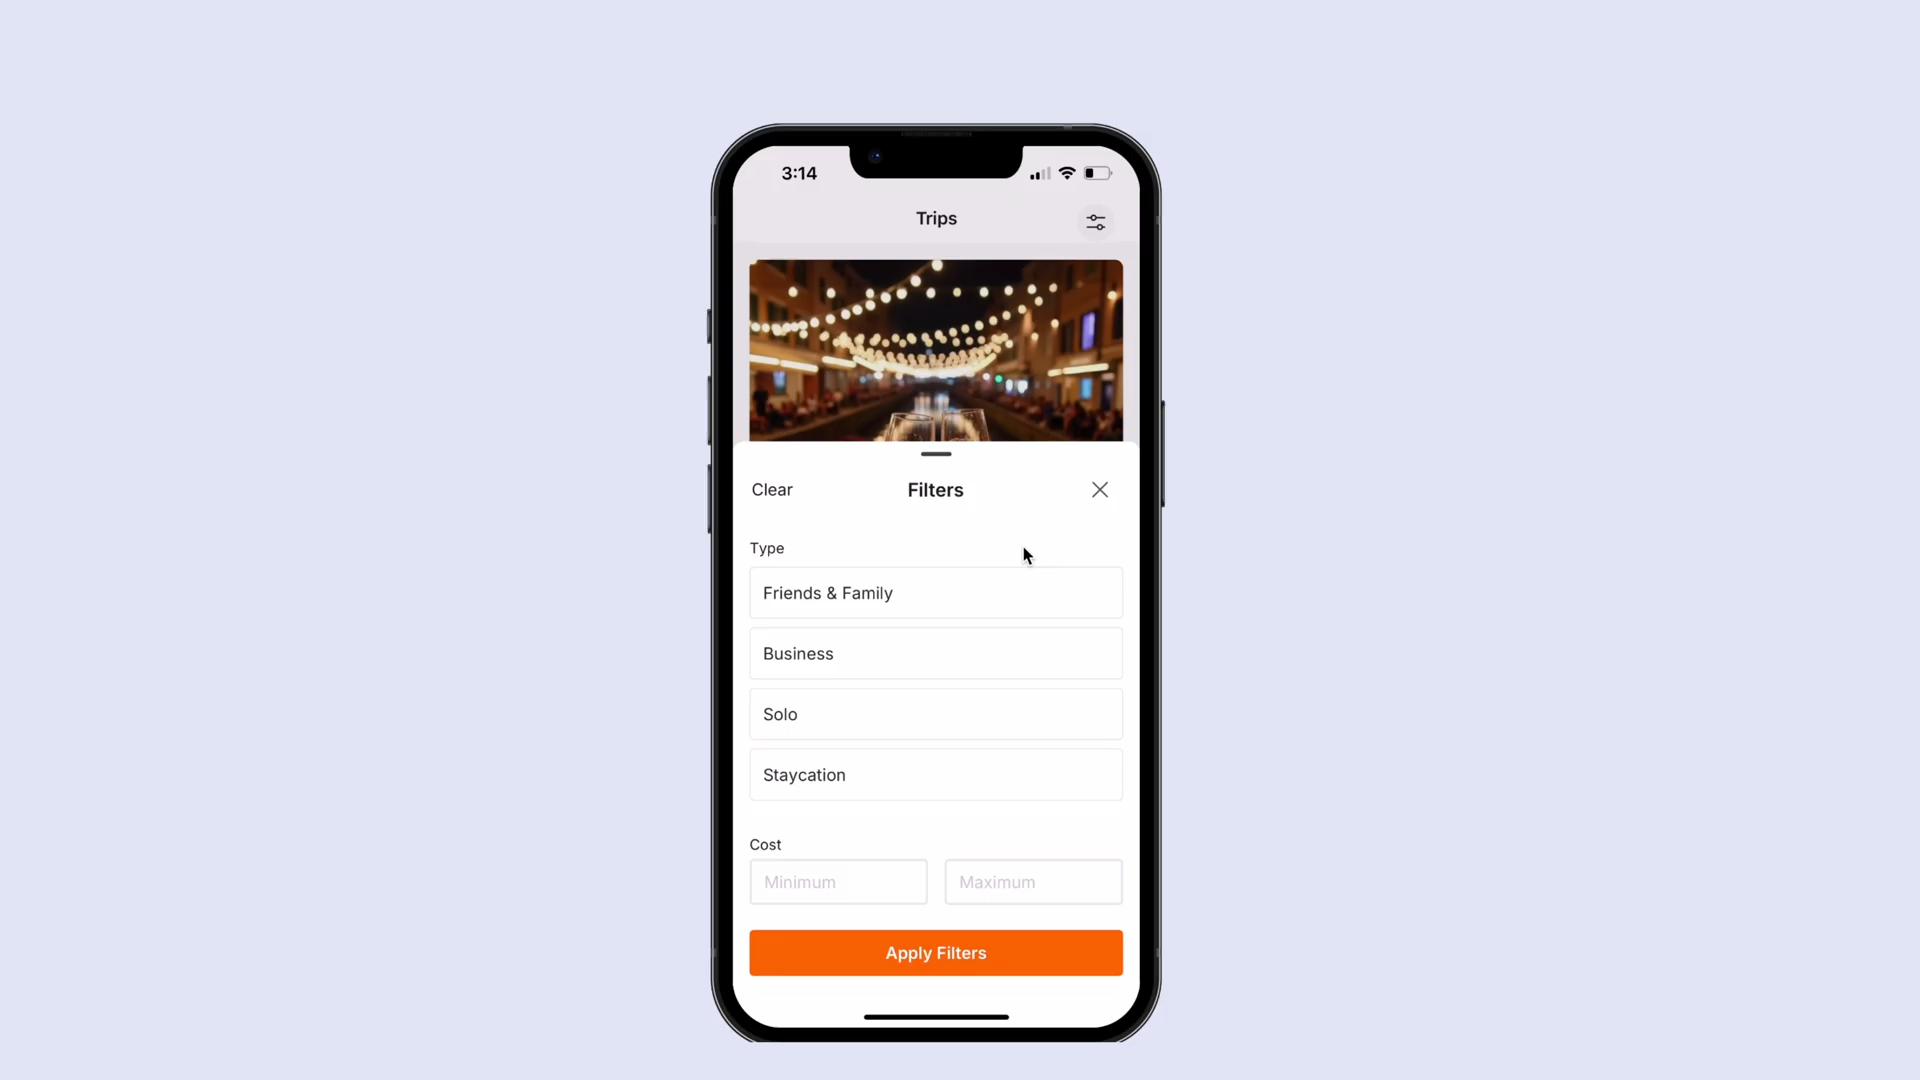 3:14
Trips
Clear
Filters
Type
Friends & Family
Business
Solo
Staycation
Cost
Minimum
Maximum
Apply Filters